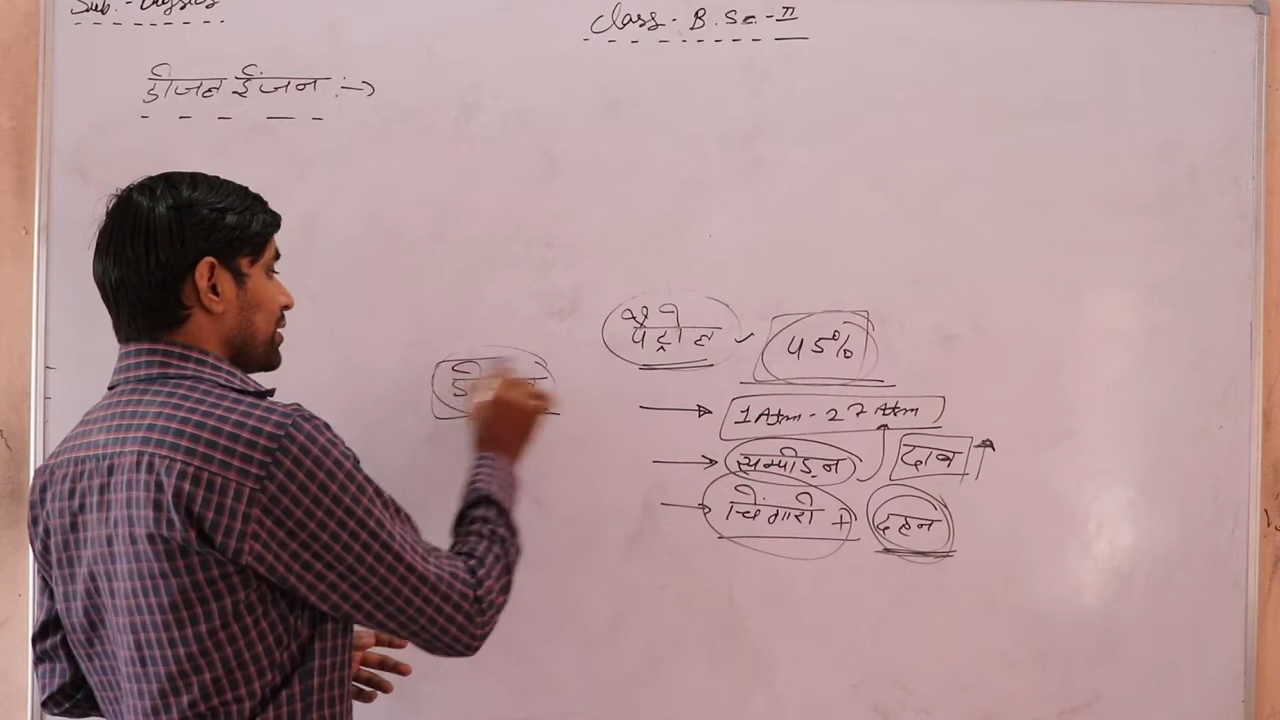 Sub.- Physics
Class- B.Sc.-II
डीजल ईंजन :→
पेट्रोल 45%
→ 1 Atm - 27 Atm
→ सम्पीडन दाब ↑
→ चिंगारी + दहन